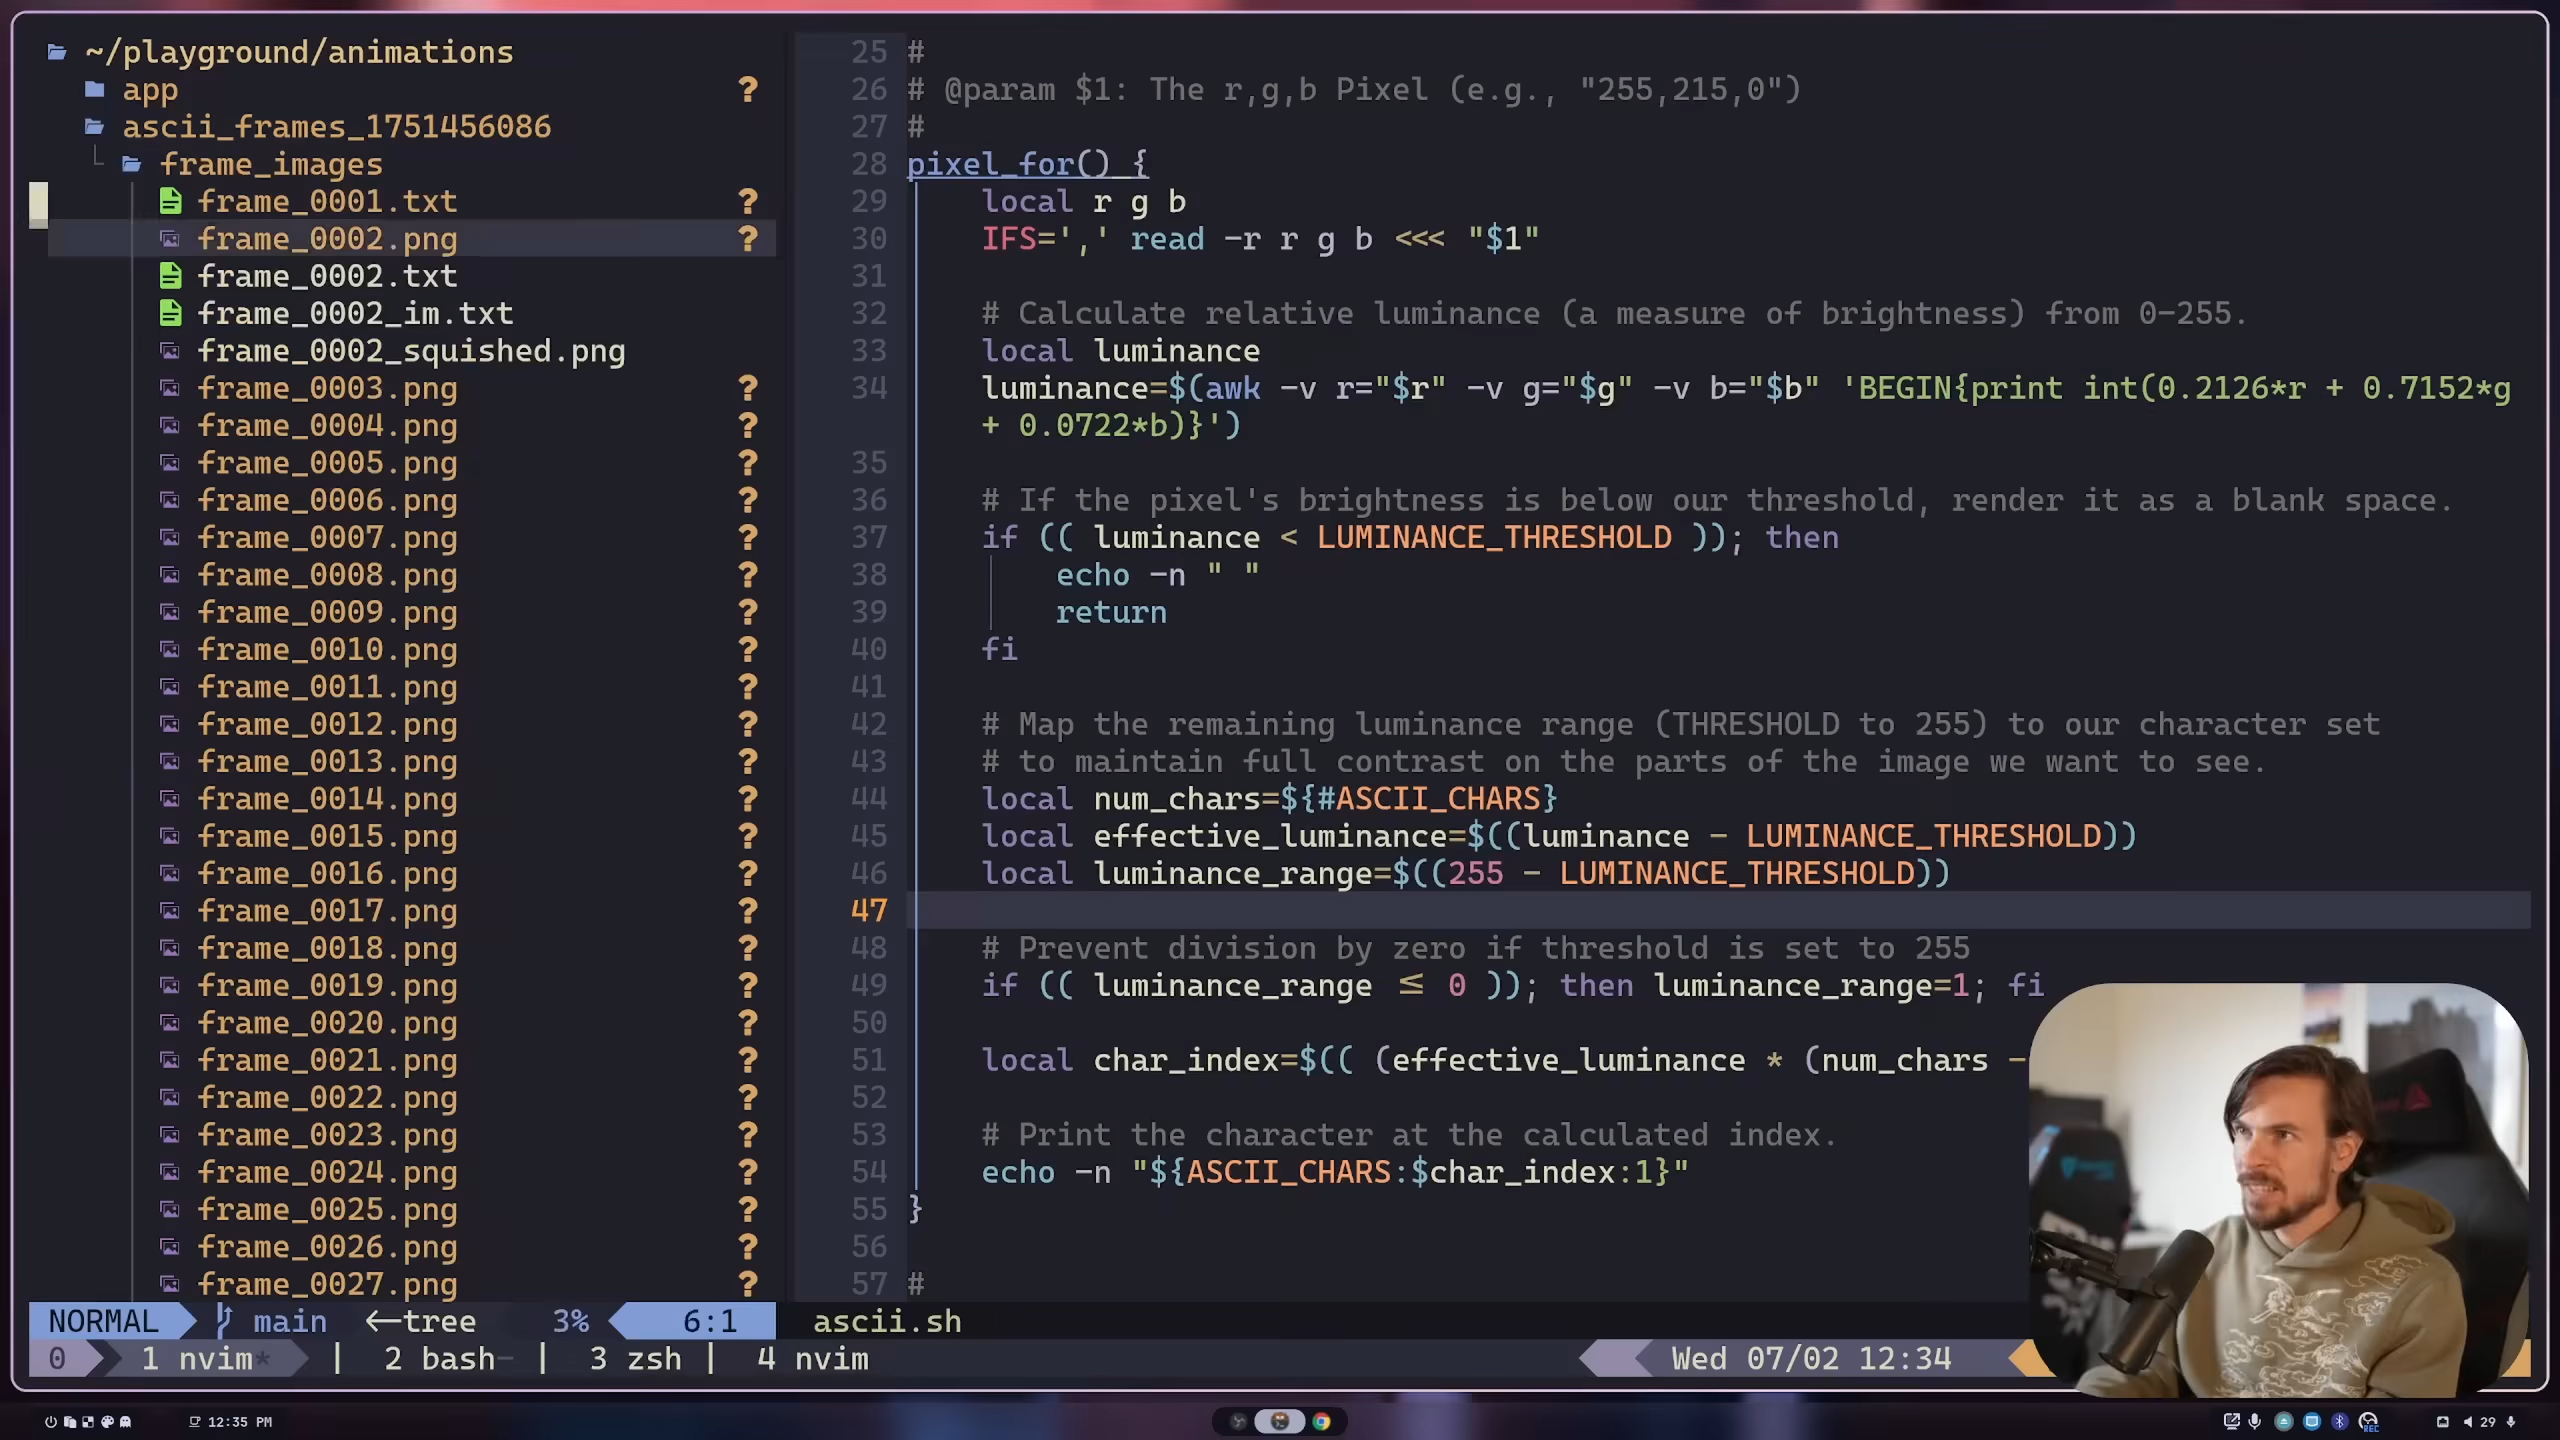 ~/playground/animations
app ?
ascii_frames_1751456086
frame_images
frame_0001.txt ?
frame_0002.png ?
frame_0002.txt
frame_0002_im.txt
frame_0002_squished.png
frame_0003.png ?
frame_0004.png ?
frame_0005.png ?
frame_0006.png ?
frame_0007.png ?
frame_0008.png ?
frame_0009.png ?
frame_0010.png ?
frame_0011.png ?
frame_0012.png ?
frame_0013.png ?
frame_0014.png ?
frame_0015.png ?
frame_0016.png ?
frame_0017.png ?
frame_0018.png ?
frame_0019.png ?
frame_0020.png ?
frame_0021.png ?
frame_0022.png ?
frame_0023.png ?
frame_0024.png ?
frame_0025.png ?
frame_0026.png ?
frame_0027.png ?
25 #
26 # @param $1: The r,g,b Pixel (e.g., "255,215,0")
27 #
28 pixel_for() {
29 local r g b
30 IFS=',' read -r r g b <<< "$1"
31
32 # Calculate relative luminance (a measure of brightness) from 0-255.
33 local luminance
34 luminance=$(awk -v r="$r" -v g="$g" -v b="$b" 'BEGIN{print int(0.2126*r + 0.7152*g
+ 0.0722*b)}')
35
36 # If the pixel's brightness is below our threshold, render it as a blank space.
37 if (( luminance < LUMINANCE_THRESHOLD )); then
38 echo -n " "
39 return
40 fi
41
42 # Map the remaining luminance range (THRESHOLD to 255) to our character set
43 # to maintain full contrast on the parts of the image we want to see.
44 local num_chars=${#ASCII_CHARS}
45 local effective_luminance=$((luminance - LUMINANCE_THRESHOLD))
46 local luminance_range=$((255 - LUMINANCE_THRESHOLD))
47
48 # Prevent division by zero if threshold is set to 255
49 if (( luminance_range ≤ 0 )); then luminance_range=1; fi
50
51 local char_index=$(( (effective_luminance * (num_chars -
52
53 # Print the character at the calculated index.
54 echo -n "${ASCII_CHARS:$char_index:1}"
55 }
56
57 #
NORMAL main ←tree 3% 6:1 ascii.sh
0 1 nvim* | 2 bash- | 3 zsh | 4 nvim Wed 07/02 12:34
12:35 PM
REC
29